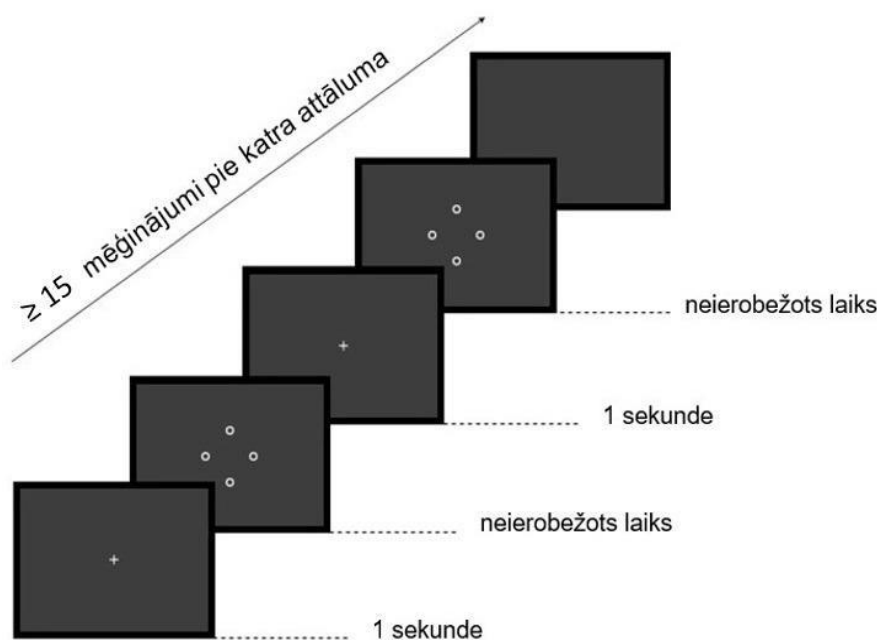 ≥ 15 mēģinājumi pie katra attāluma
neierobežots laiks
1 sekunde
neierobežots laiks
1 sekunde